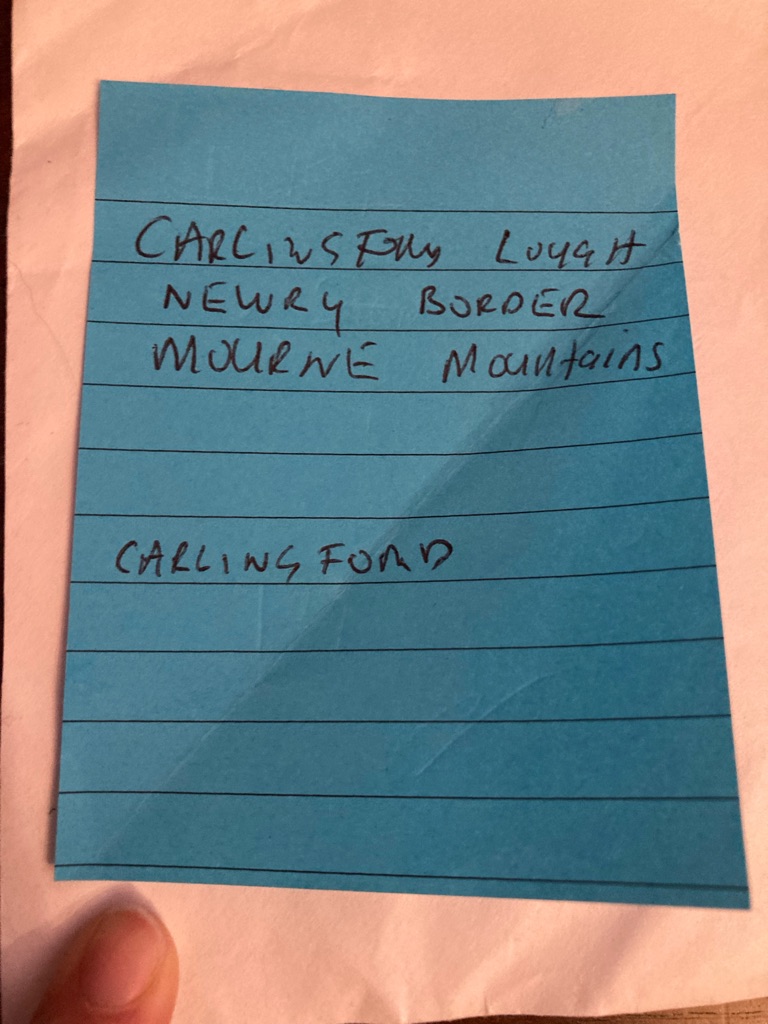 CARLINGFORD LOUGH
NEWRY BORDER
MOURNE Mountains
CARLINGFORD